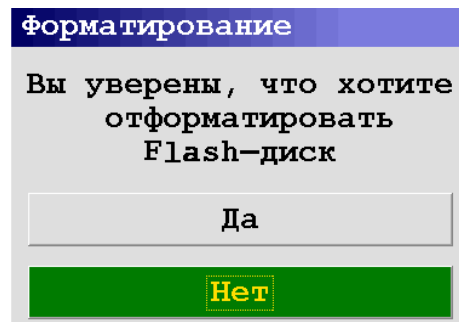 Форматирование
Вы уверены, что хотите
отформатировать
Flash-диск
Да
Нет